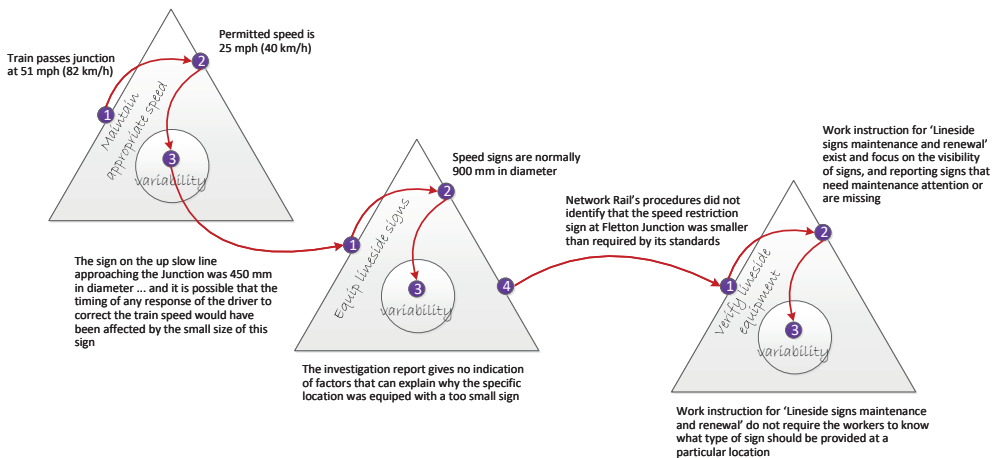 Train passes junction
at 51 mph (82 km/h)
Permitted speed is
25 mph (40 km/h)
1
2
3
Maintain
appropriate speed
variability
The sign on the up slow line
approaching the Junction was 450 mm
in diameter ... and it is possible that the
timing of any response of the driver to
correct the train speed would have
been affected by the small size of this
sign
Speed signs are normally
900 mm in diameter
1
2
3
4
Equip lineside signs
variability
The investigation report gives no indication
of factors that can explain why the specific
location was equiped with a too small sign
Network Rail's procedures did not
identify that the speed restriction
sign at Fletton Junction was smaller
than required by its standards
Work instruction for 'Lineside
signs maintenance and renewal'
exist and focus on the visibility
of signs, and reporting signs that
need maintenance attention or
are missing
1
2
3
Verify lineside
equipment
variability
Work instruction for 'Lineside signs maintenance
and renewal' do not require the workers to know
what type of sign should be provided at a
particular location